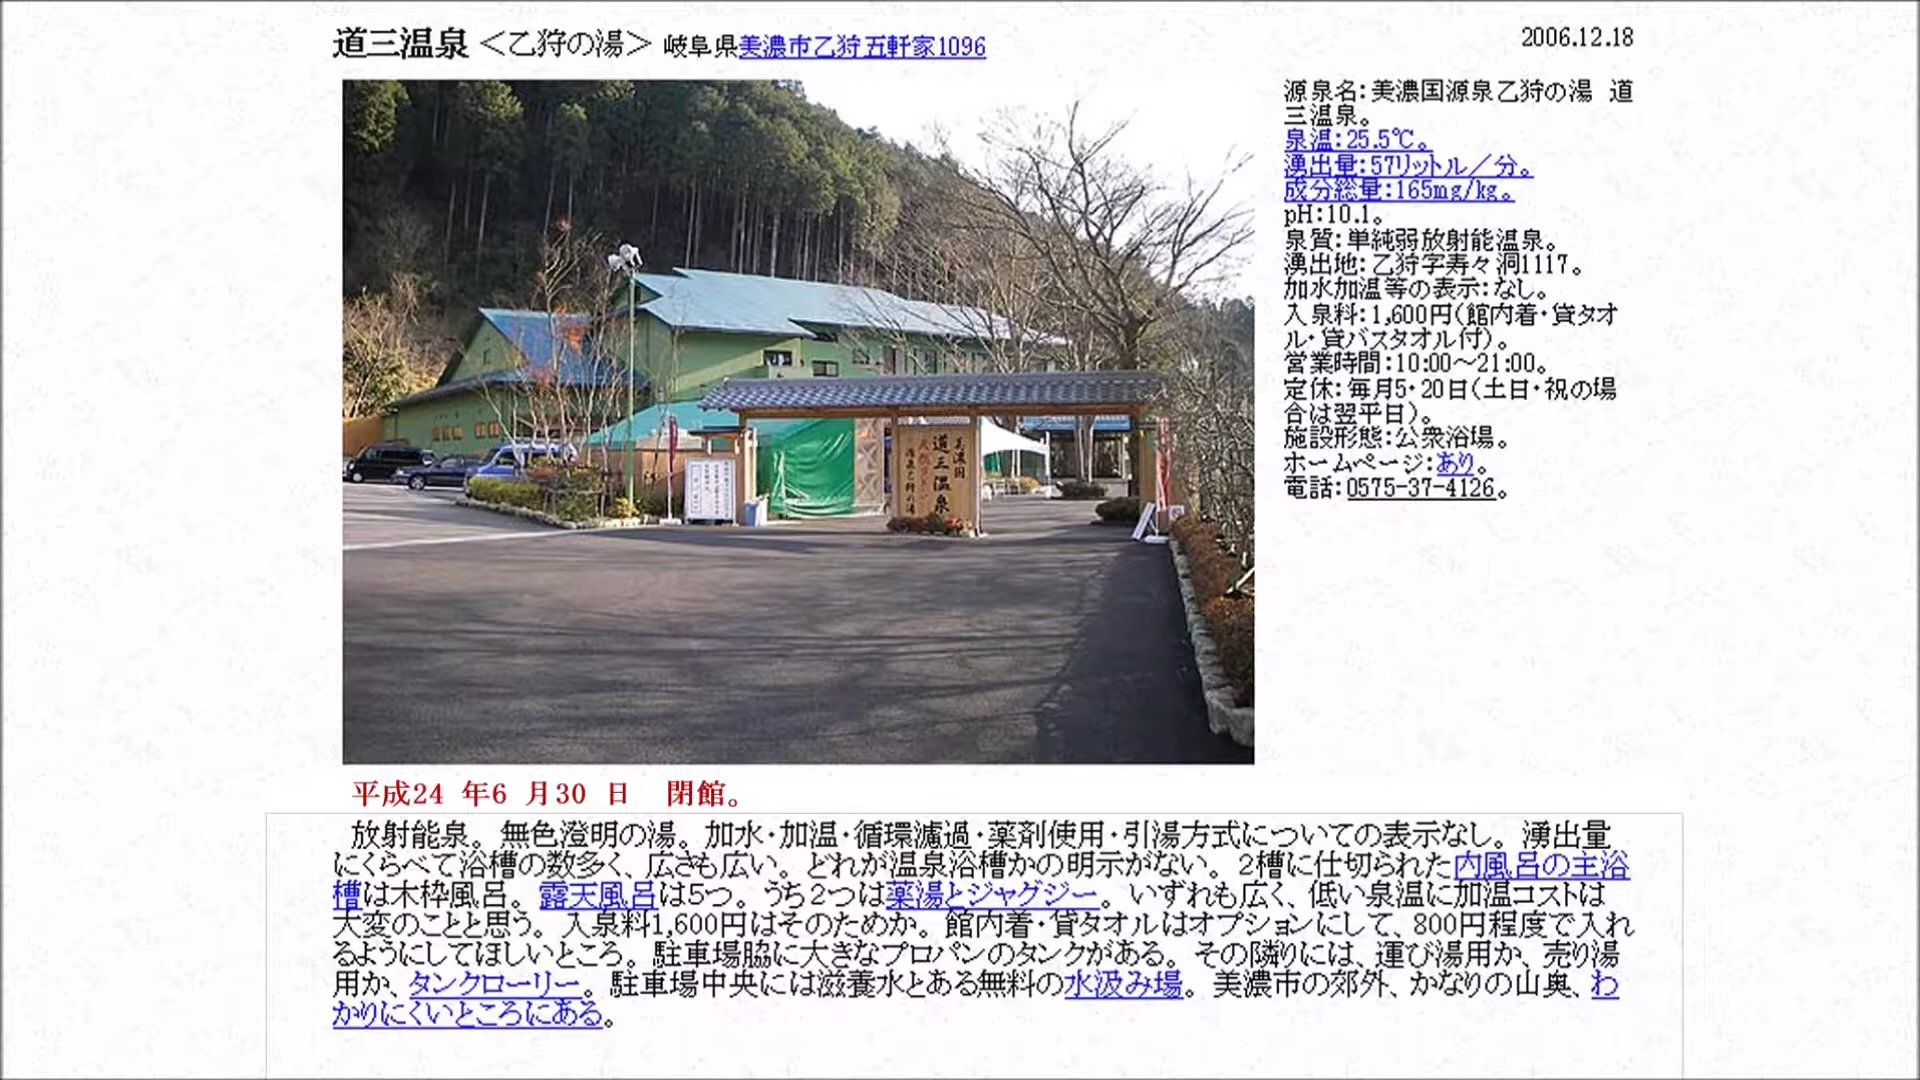 道三温泉 ＜乙狩の湯＞ 岐阜県美濃市乙狩五軒家1096
2006.12.18
源泉名：美濃国源泉乙狩の湯　道
三温泉。
泉温：25.5℃。
湧出量：57リットル／分。
成分総量：165mg/kg。
pH：10.1。
泉質：単純弱放射能温泉。
湧出地：乙狩字寿々洞1117。
加水加温等の表示：なし。
入泉料：1,600円（館内着・貸タオ
ル・貸バスタオル付）。
営業時間：10:00～21:00。
定休：毎月5・20日（土日・祝の場
合は翌平日）。
施設形態：公衆浴場。
ホームページ：あり。
電話：0575-37-4126。
美濃国
道三温泉
平成24 年6 月30 日　閉館。
放射能泉。無色澄明の湯。加水・加温・循環濾過・薬剤使用・引湯方式についての表示なし。湧出量
にくらべて浴槽の数多く、広さも広い。どれが温泉浴槽かの明示がない。２槽に仕切られた内風呂の主浴
槽は木枠風呂。露天風呂は５つ。うち２つは薬湯とジャグジー。いずれも広く、低い泉温に加温コストは
大変のことと思う。入泉料1,600円はそのためか。館内着・貸タオルはオプションにして、800円程度で入れ
るようにしてほしいところ。駐車場脇に大きなプロパンのタンクがある。その隣りには、運び湯用か、売り湯
用か、タンクローリー。駐車場中央には滋養水とある無料の水汲み場。美濃市の郊外、かなりの山奥、わ
かりにくいところにある。